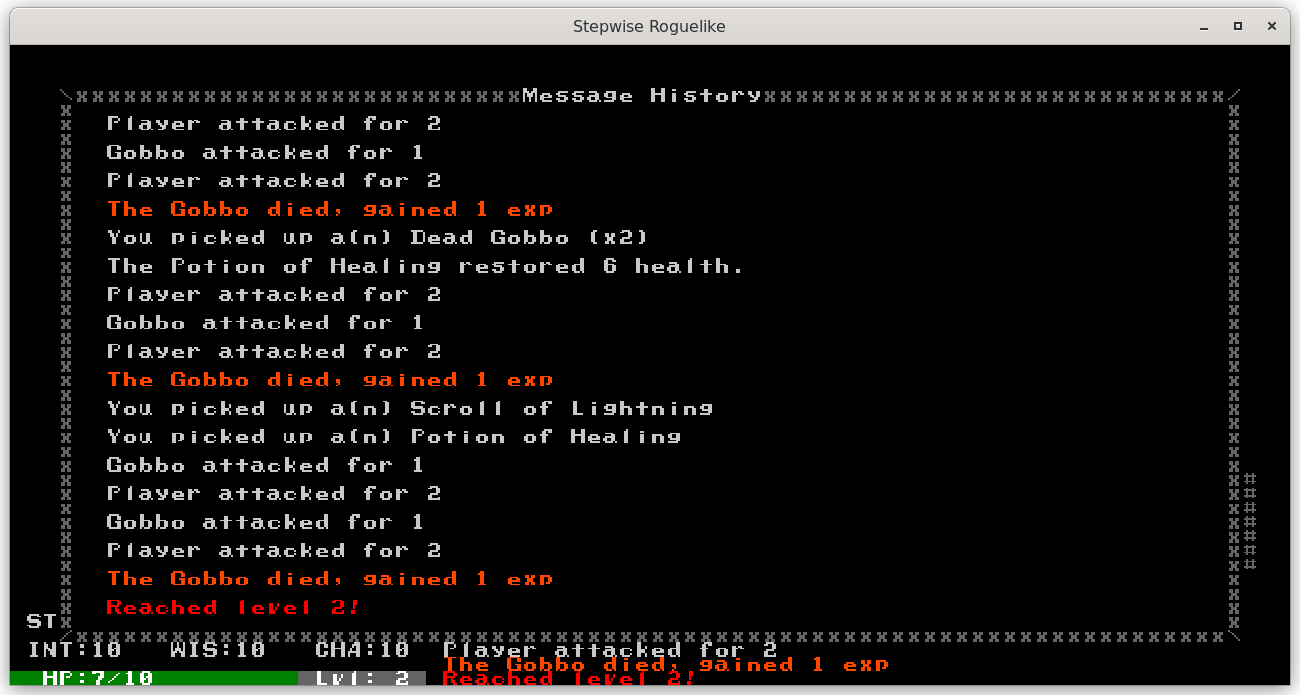 Stepwise Roguelike
Message History
Player attacked for 2
Gobbo attacked for 1
Player attacked for 2
The Gobbo died, gained 1 exp
You picked up a(n) Dead Gobbo (x2)
The Potion of Healing restored 6 health.
Player attacked for 2
Gobbo attacked for 1
Player attacked for 2
The Gobbo died, gained 1 exp
You picked up a(n) Scroll of Lightning
You picked up a(n) Potion of Healing
Gobbo attacked for 1
Player attacked for 2
Gobbo attacked for 1
Player attacked for 2
The Gobbo died, gained 1 exp
Reached level 2!
ST
INT:10 WIS:10 CHA:10 Player attacked for 2
The Gobbo died, gained 1 exp
HP:7/10 Lvl: 2 Reached level 2!